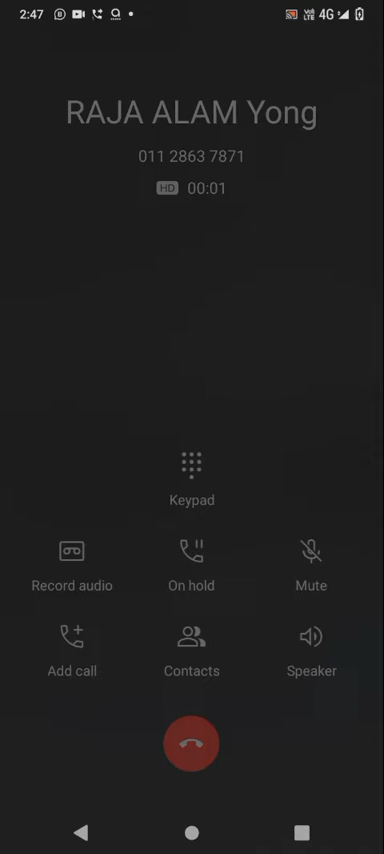 2:47 4G
RAJA ALAM Yong
011 2863 7871
HD 00:01
Keypad
Record audio On hold Mute
Add call Contacts Speaker